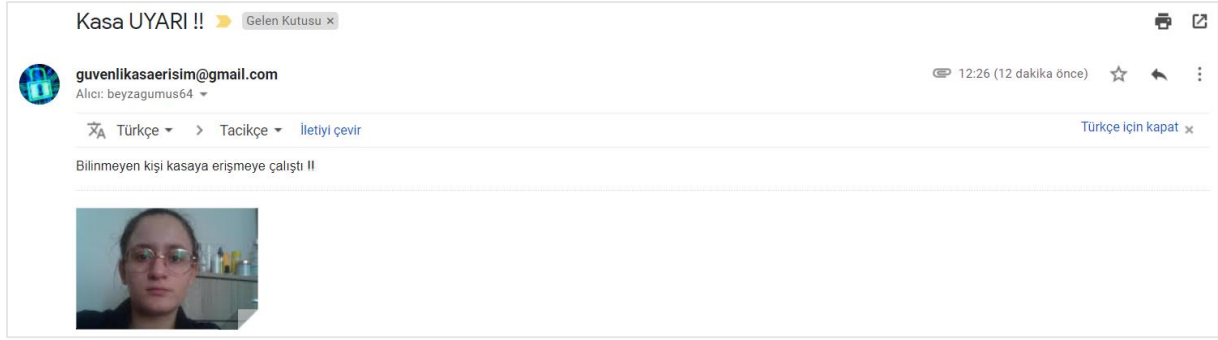 Kasa UYARI !!
Gelen Kutusu ×
guvenlikasaerisim@gmail.com
12:26 (12 dakika önce)
Alıcı: beyzagumus64
Türkçe > Tacikçe İletiyi çevir
Türkçe için kapat ×
Bilinmeyen kişi kasaya erişmeye çalıştı !!